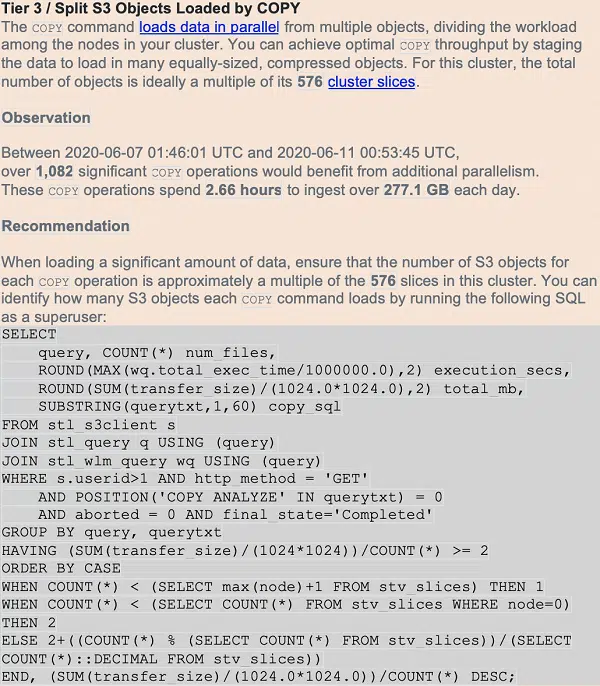 Tier 3 / Split S3 Objects Loaded by COPY
The COPY command loads data in parallel from multiple objects, dividing the workload
among the nodes in your cluster. You can achieve optimal COPY throughput by staging
the data to load in many equally-sized, compressed objects. For this cluster, the total
number of objects is ideally a multiple of its 576 cluster slices.
Observation
Between 2020-06-07 01:46:01 UTC and 2020-06-11 00:53:45 UTC,
over 1,082 significant COPY operations would benefit from additional parallelism.
These COPY operations spend 2.66 hours to ingest over 277.1 GB each day.
Recommendation
When loading a significant amount of data, ensure that the number of S3 objects for
each COPY operation is approximately a multiple of the 576 slices in this cluster. You can
identify how many S3 objects each COPY command loads by running the following SQL
as a superuser:
SELECT
    query, COUNT(*) num_files,
    ROUND(MAX(wq.total_exec_time/1000000.0),2) execution_secs,
    ROUND(SUM(transfer_size)/(1024.0*1024.0),2) total_mb,
    SUBSTRING(querytxt,1,60) copy_sql
FROM stl_s3client s
JOIN stl_query q USING (query)
JOIN stl_wlm_query wq USING (query)
WHERE s.userid>1 AND http_method = 'GET'
    AND POSITION('COPY ANALYZE' IN querytxt) = 0
    AND aborted = 0 AND final_state='Completed'
GROUP BY query, querytxt
HAVING (SUM(transfer_size)/(1024*1024))/COUNT(*) >= 2
ORDER BY CASE
WHEN COUNT(*) < (SELECT max(node)+1 FROM stv_slices) THEN 1
WHEN COUNT(*) < (SELECT COUNT(*) FROM stv_slices WHERE node=0)
THEN 2
ELSE 2+((COUNT(*) % (SELECT COUNT(*) FROM stv_slices))/(SELECT
COUNT(*)::DECIMAL FROM stv_slices))
END, (SUM(transfer_size)/(1024.0*1024.0))/COUNT(*) DESC;